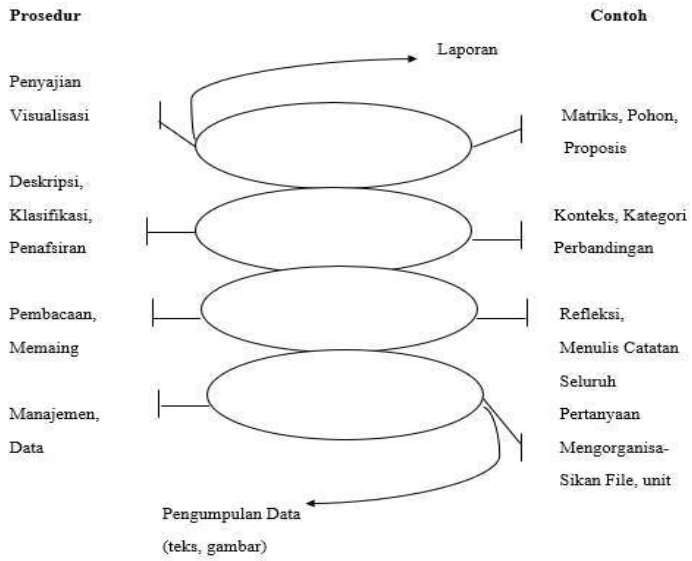 Prosedur
Contoh
Laporan
Penyajian
Visualisasi
Matriks, Pohon,
Proposis
Deskripsi,
Klasifikasi,
Penafsiran
Konteks, Kategori
Perbandingan
Pembacaan,
Memaing
Refleksi,
Menulis Catatan
Seluruh
Pertanyaan
Manajemen,
Data
Mengorganisa-
Sikan File, unit
Pengumpulan Data
(teks, gambar)